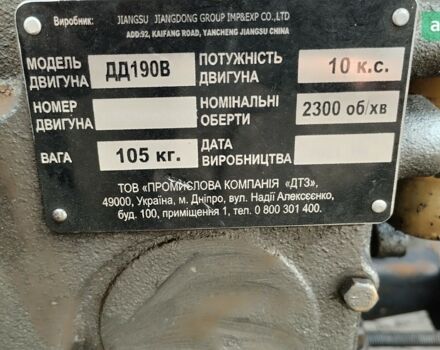 Виробник: JIANGSU JIANGDONG GROUP IMP&EXP CO.,LTD
ADD:92, KAIFANG ROAD, YANCHENG JIANGSU CHINA
МОДЕЛЬ ДВИГУНА ДД190В ПОТУЖНІСТЬ ДВИГУНА 10 к.с.
НОМЕР ДВИГУНА НОМІНАЛЬНІ ОБЕРТИ 2300 об/хв
ВАГА 105 кг. ДАТА ВИРОБНИЦТВА
ТОВ «ПРОМИСЛОВА КОМПАНІЯ «ДТЗ»,
49000, Україна, м. Дніпро, вул. Надії Алексєєнко,
буд. 100, приміщення 1, тел. 0 800 301 400.